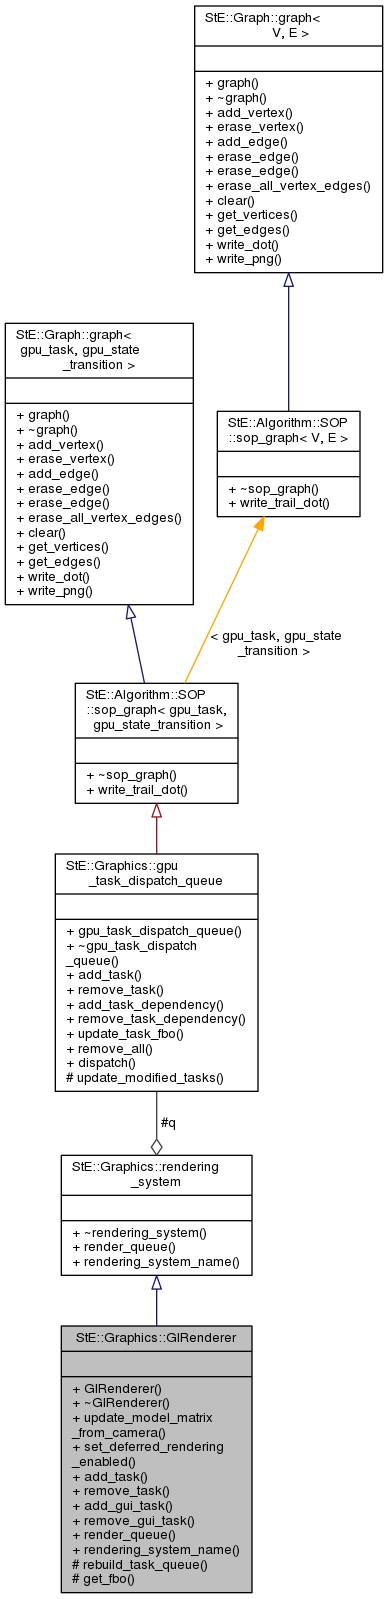 StE::Graph::graph<
V, E >
+ graph()
+ ~graph()
+ add_vertex()
+ erase_vertex()
+ add_edge()
+ erase_edge()
+ erase_edge()
+ erase_all_vertex_edges()
+ clear()
+ get_vertices()
+ get_edges()
+ write_dot()
+ write_png()
StE::Graph::graph<
gpu_task, gpu_state
_transition >
+ graph()
+ ~graph()
+ add_vertex()
+ erase_vertex()
+ add_edge()
+ erase_edge()
+ erase_edge()
+ erase_all_vertex_edges()
+ clear()
+ get_vertices()
+ get_edges()
+ write_dot()
+ write_png()
StE::Algorithm::SOP
::sop_graph< V, E >
+ ~sop_graph()
+ write_trail_dot()
< gpu_task, gpu_state
_transition >
StE::Algorithm::SOP
::sop_graph< gpu_task,
gpu_state_transition >
+ ~sop_graph()
+ write_trail_dot()
StE::Graphics::gpu
_task_dispatch_queue
+ gpu_task_dispatch_queue()
+ ~gpu_task_dispatch
_queue()
+ add_task()
+ remove_task()
+ add_task_dependency()
+ remove_task_dependency()
+ update_task_fbo()
+ remove_all()
+ dispatch()
# update_modified_tasks()
#q
StE::Graphics::rendering
_system
+ ~rendering_system()
+ render_queue()
+ rendering_system_name()
StE::Graphics::GlRenderer
+ GlRenderer()
+ ~GlRenderer()
+ update_model_matrix
_from_camera()
+ set_deferred_rendering
_enabled()
+ add_task()
+ remove_task()
+ add_gui_task()
+ remove_gui_task()
+ render_queue()
+ rendering_system_name()
# rebuild_task_queue()
# get_fbo()